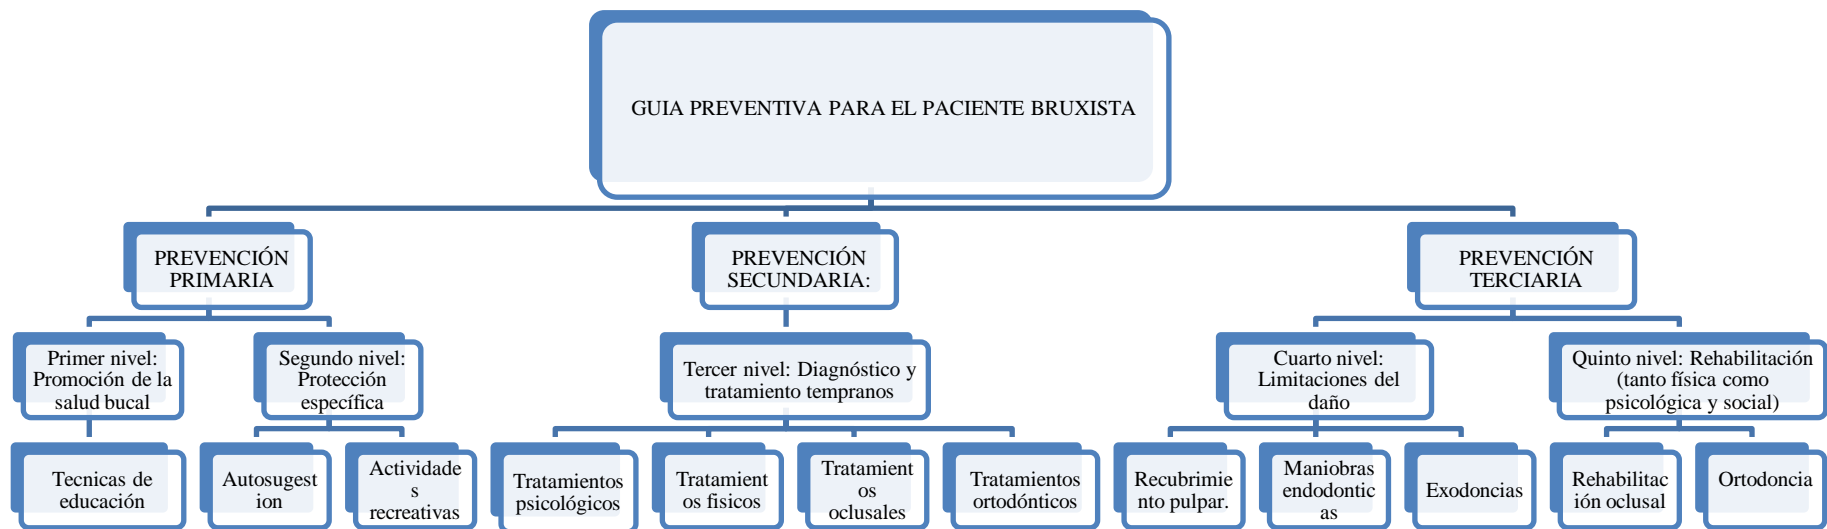 GUIA PREVENTIVA PARA EL PACIENTE BRUXISTA
PREVENCIÓN
PRIMARIA
PREVENCIÓN
SECUNDARIA:
PREVENCIÓN
TERCIARIA
Primer nivel:
Promoción de la
salud bucal
Segundo nivel:
Protección
específica
Tercer nivel: Diagnóstico y
tratamiento tempranos
Cuarto nivel:
Limitaciones del
daño
Quinto nivel: Rehabilitación
(tanto física como
psicológica y social)
Tecnicas de
educación
Autosugest
ion
Actividade
s
recreativas
Tratamientos
psicológicos
Tratamient
os fisicos
Tratamient
os
oclusales
Tratamientos
ortodónticos
Recubrimie
nto pulpar.
Maniobras
endodontic
as
Exodoncias
Rehabilitac
ión oclusal
Ortodoncia